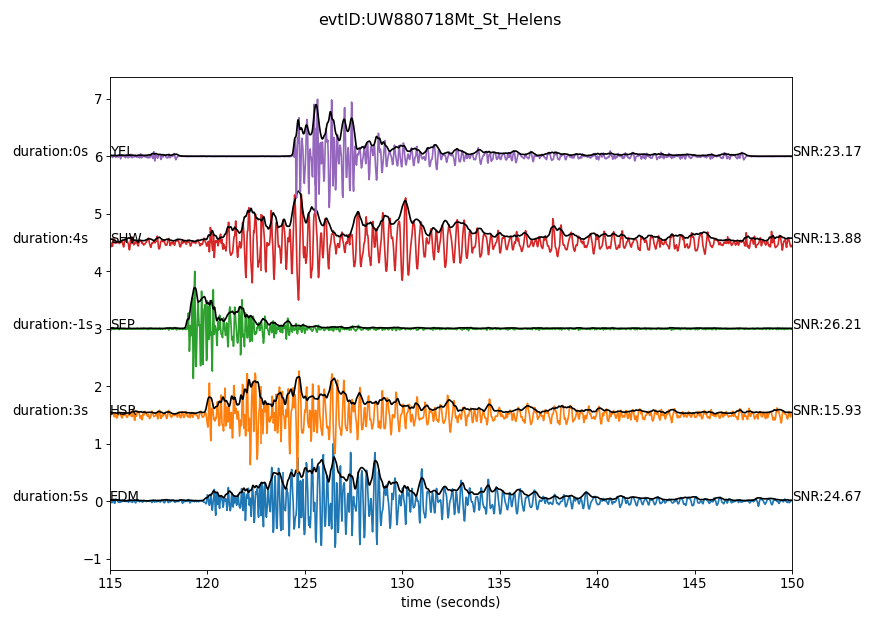 evtID:UW880718Mt_St_Helens
7
duration:0s YEL SNR:23.17
6
5
duration:4s SHW SNR:13.88
4
duration:-1s 3 SEP SNR:26.21
2
duration:3s HSR SNR:15.93
1
duration:5s EDM SNR:24.67
0
−1
115 120 125 130 135 140 145 150
time (seconds)